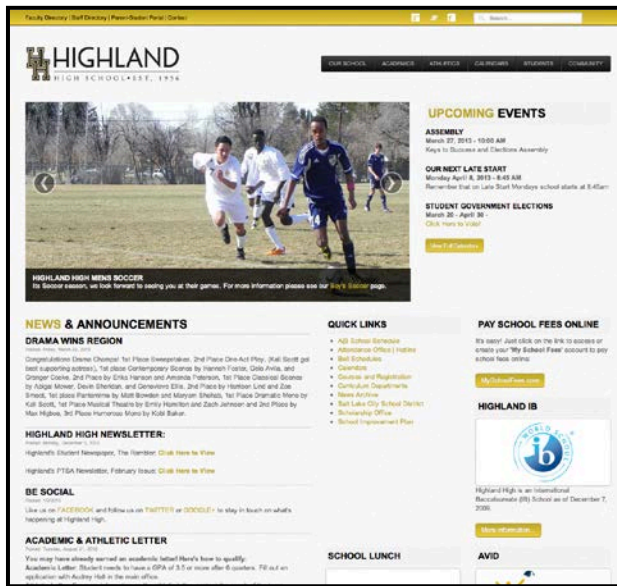 Faculty Directory | Staff Directory | Parent-Student Portal | Contact
Search...
HIGHLAND
HIGH SCHOOL•EST. 1956
OUR SCHOOL
ACADEMICS
ATHLETICS
CALENDARS
STUDENTS
COMMUNITY
HIGHLAND HIGH MENS SOCCER
Its Soccer season, we look forward to seeing you at their games. For more information please see our Boy's Soccer page.
UPCOMING EVENTS
ASSEMBLY
March 27, 2013 - 10:00 AM
Keys to Success and Elections Assembly
OUR NEXT LATE START
Monday April 8, 2013 - 8:45 AM
Remember that on Late Start Mondays school starts at 8:45am
STUDENT GOVERNMENT ELECTIONS
March 20 - April 30 -
Click Here to Vote!
View Full Calendars
NEWS & ANNOUNCEMENTS
DRAMA WINS REGION
Congratulations Drama Champs! 1st Place Sweepstakes, 2nd Place One-Act Play, (Kali Scott got
best supporting actress), 1st place Contemporary Scenes by Hannah Foster, Golo Avila, and
Granger Cooke, 2nd Place by Erika Hanson and Amanda Peterson, 1st Place Classical Scenes
by Abigal Mower, Devin Sheridan, and Genevieve Ellis, 2nd Place by Harrison Lind and Zoe
Smedt, 1st place Pantomime by Matt Bowden and Maryam Shehab, 1st Place Dramatic Mono by
Kali Scott, 1st Place Musical Theatre by Emily Hamilton and Zach Johnson and 2nd Place by
Max Higbee, 3rd Place Humorous Mono by Kobi Baker.
HIGHLAND HIGH NEWSLETTER:
Highland's Student Newspaper, The Rambler: Click Here to View
Highland's PTSA Newsletter, February Issue: Click Here to View
BE SOCIAL
Like us on FACEBOOK and follow us on TWITTER or GOOGLE+ to stay in touch on what's
happening at Highland High.
ACADEMIC & ATHLETIC LETTER
You may have already earned an academic letter! Here's how to qualify:
Academic Letter: Student needs to have a GPA of 3.5 or more after 6 quarters. Fill out an
application with Audrey Hall in the main office.
QUICK LINKS
A|B School Schedule
Attendance Office | Hotline
Bell Schedules
Calendars
Courses and Registration
Curriculum Departments
News Archive
Salt Lake City School District
Scholarship Office
School Improvement Plan
SCHOOL LUNCH
PAY SCHOOL FEES ONLINE
It's easy! Just click on the link to access or
create your 'My School Fees' account to pay
school fees online:
MySchoolFees.com
HIGHLAND IB
WORLD SCHOOL
ib
Highland High is an International
Baccalaureate (IB) School as of December 7,
2009.
More Information...
AVID